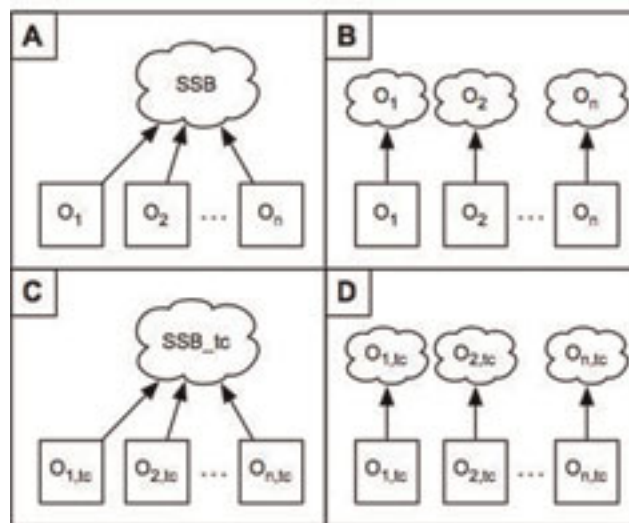 A
SSB
O1 O2 ... On
B
O1 O2 On
O1 O2 ... On
C
SSB_tc
O1,tc O2,tc ... On,tc
D
O1,tc O2,tc On,tc
O1,tc O2,tc ... On,tc